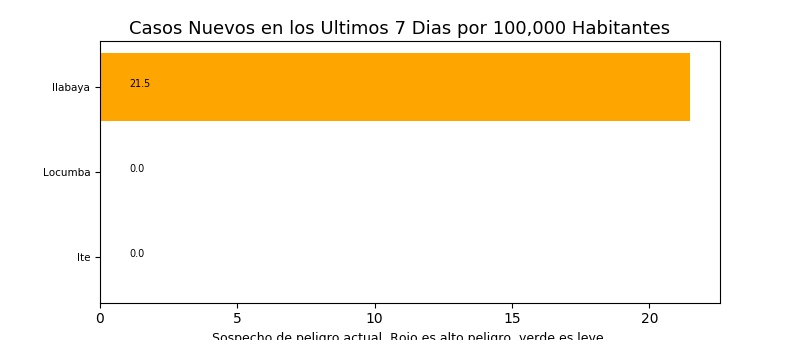 Casos Nuevos en los Ultimos 7 Dias por 100,000 Habitantes
Ilabaya
21.5
Locumba
0.0
Ite
0.0
0 5 10 15 20
Sospecho de peligro actual. Rojo es alto peligro, verde es leve